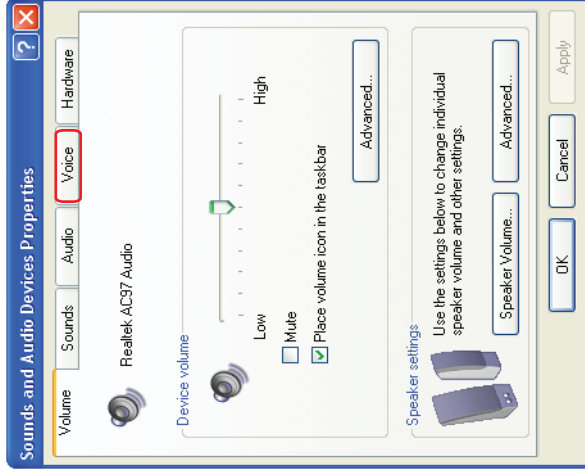 Sounds and Audio Devices Properties
Volume
Sounds
Audio
Voice
Hardware
Realtek AC97 Audio
Device volume
Low
High
Mute
Place volume icon in the taskbar
Advanced...
Speaker settings
Use the settings below to change individual
speaker volume and other settings.
Speaker Volume...
Advanced...
OK
Cancel
Apply